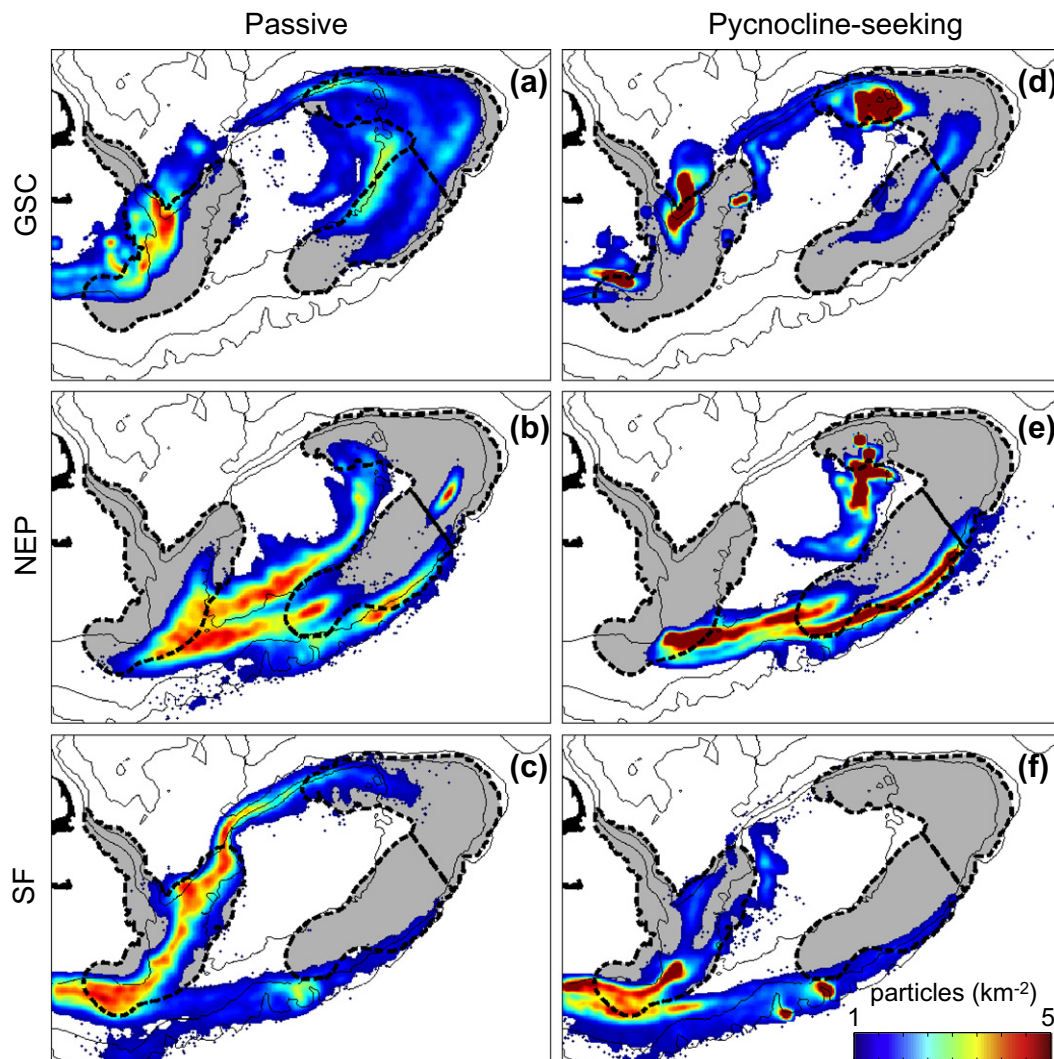 Passive
Pycnocline-seeking
GSC
(a)
(d)
NEP
(b)
(e)
SF
(c)
(f)
particles (km-2)
1
5